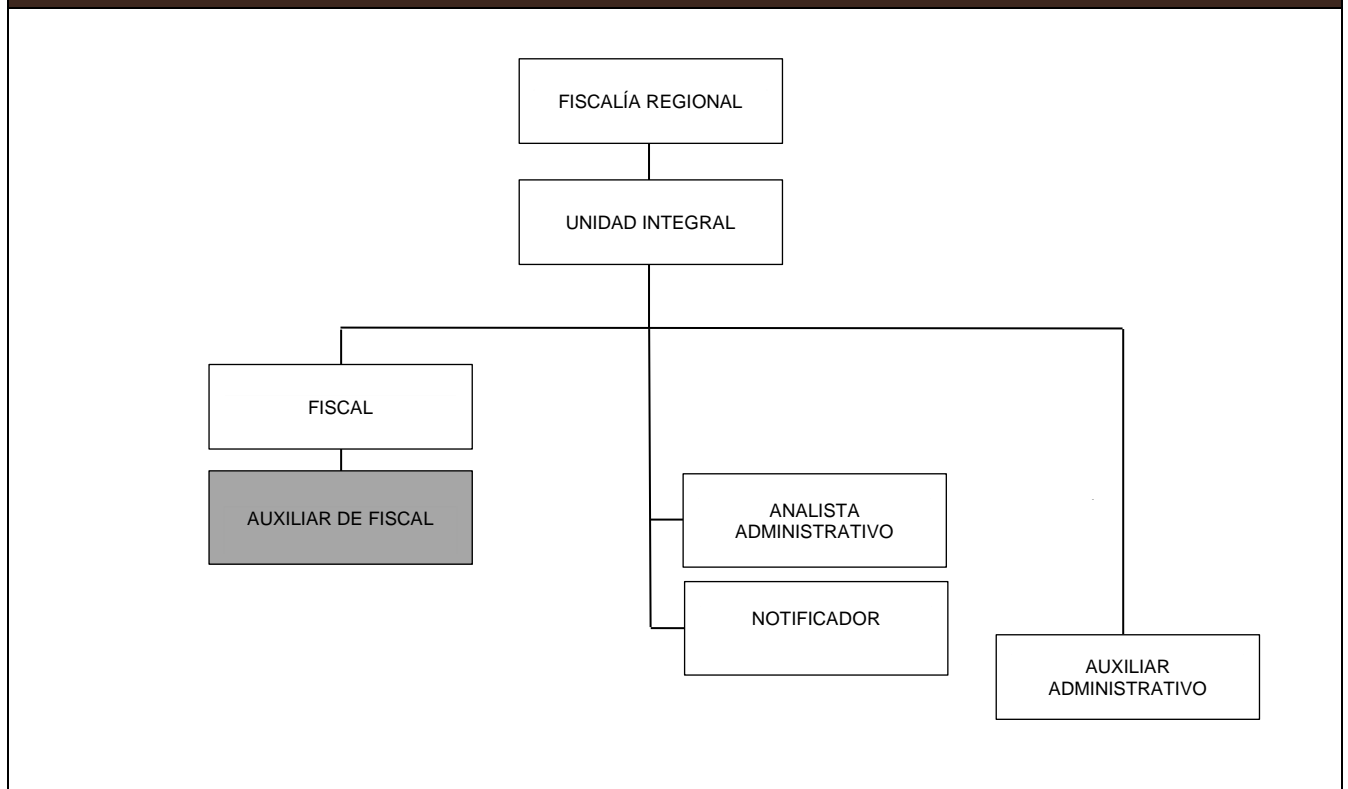 FISCALÍA REGIONAL
UNIDAD INTEGRAL
FISCAL
AUXILIAR DE FISCAL
ANALISTA
ADMINISTRATIVO
NOTIFICADOR
AUXILIAR
ADMINISTRATIVO